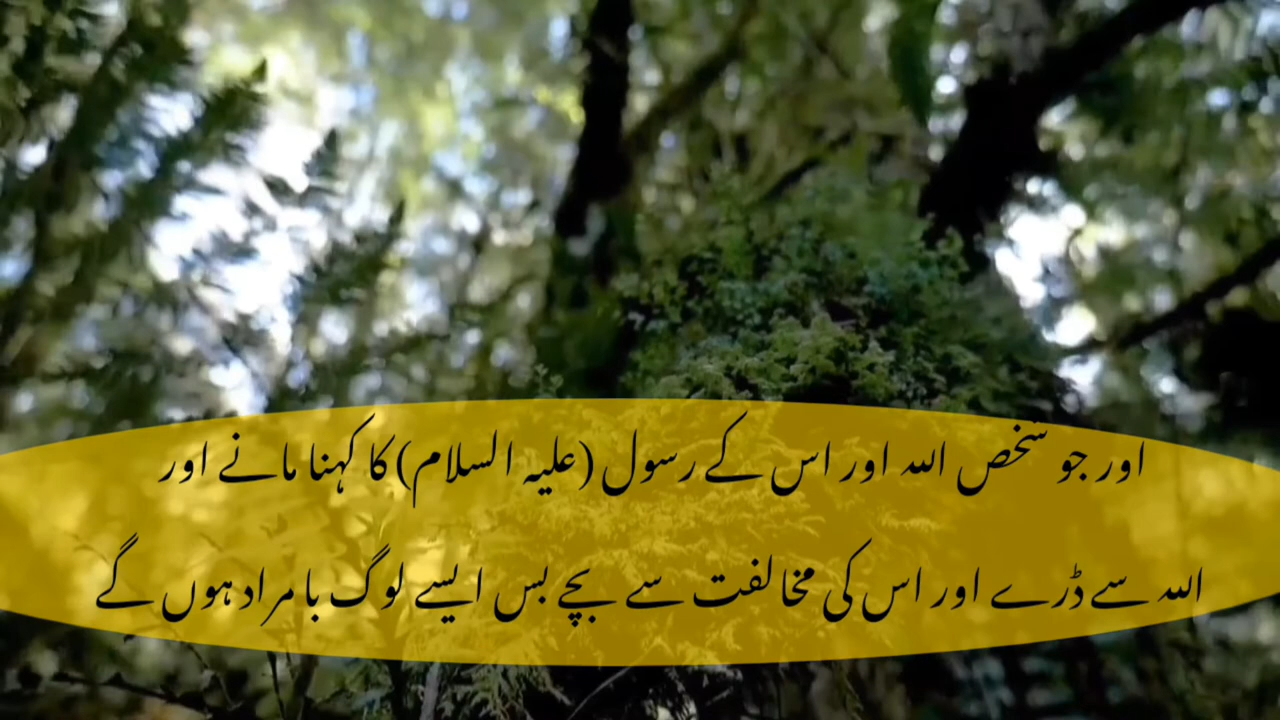 اور جو شخص اللہ اور اس کے رسول (علیہ السلام) کا کہنا مانے اور
اللہ سے ڈرے اور اس کی مخالفت سے بچے بس ایسے لوگ بامراد ہوں گے